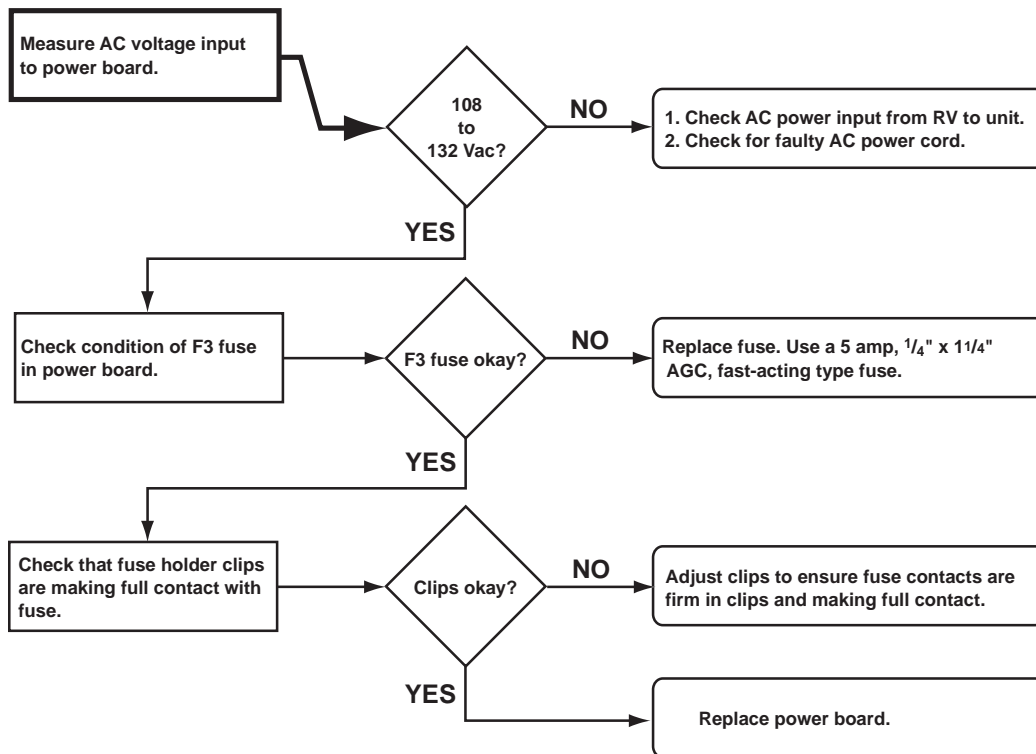 Measure AC voltage input
to power board.
108
to
132 Vac?
NO
1. Check AC power input from RV to unit.
2. Check for faulty AC power cord.
YES
Check condition of F3 fuse
in power board.
F3 fuse okay?
NO
Replace fuse. Use a 5 amp, 1/4" x 11/4"
AGC, fast-acting type fuse.
YES
Check that fuse holder clips
are making full contact with
fuse.
Clips okay?
NO
Adjust clips to ensure fuse contacts are
firm in clips and making full contact.
YES
Replace power board.